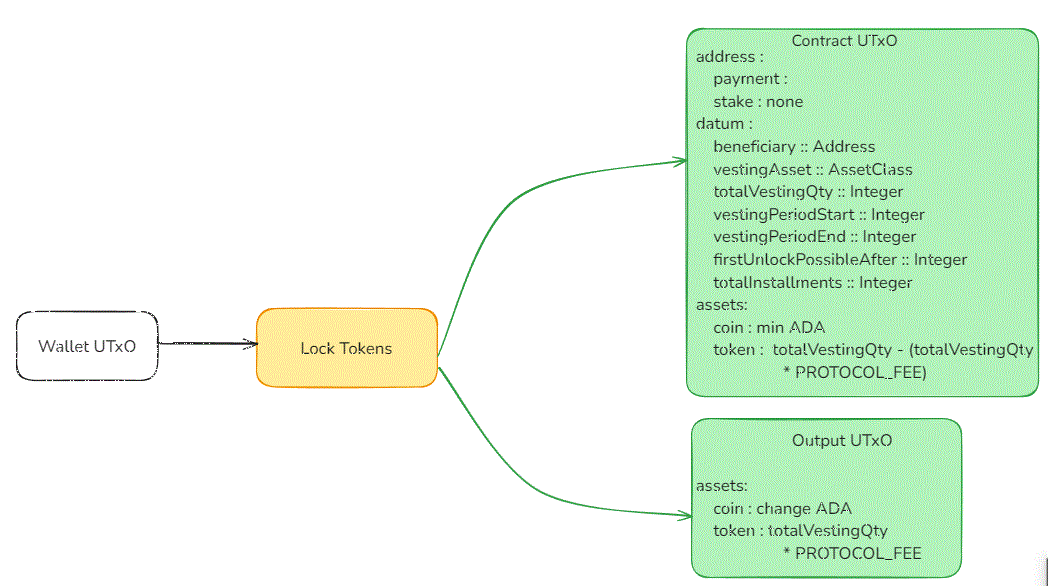 Contract UTxO
address :
payment :
stake : none
datum :
beneficiary :: Address
vestingAsset :: AssetClass
totalVestingQty :: Integer
vestingPeriodStart :: Integer
vestingPeriodEnd :: Integer
firstUnlockPossibleAfter :: Integer
totalInstallments :: Integer
assets:
coin : min ADA
token : totalVestingQty - (totalVestingQty
* PROTOCOL_FEE)
Wallet UTxO
Lock Tokens
Output UTxO
assets:
coin : change ADA
token : totalVestingQty
* PROTOCOL_FEE